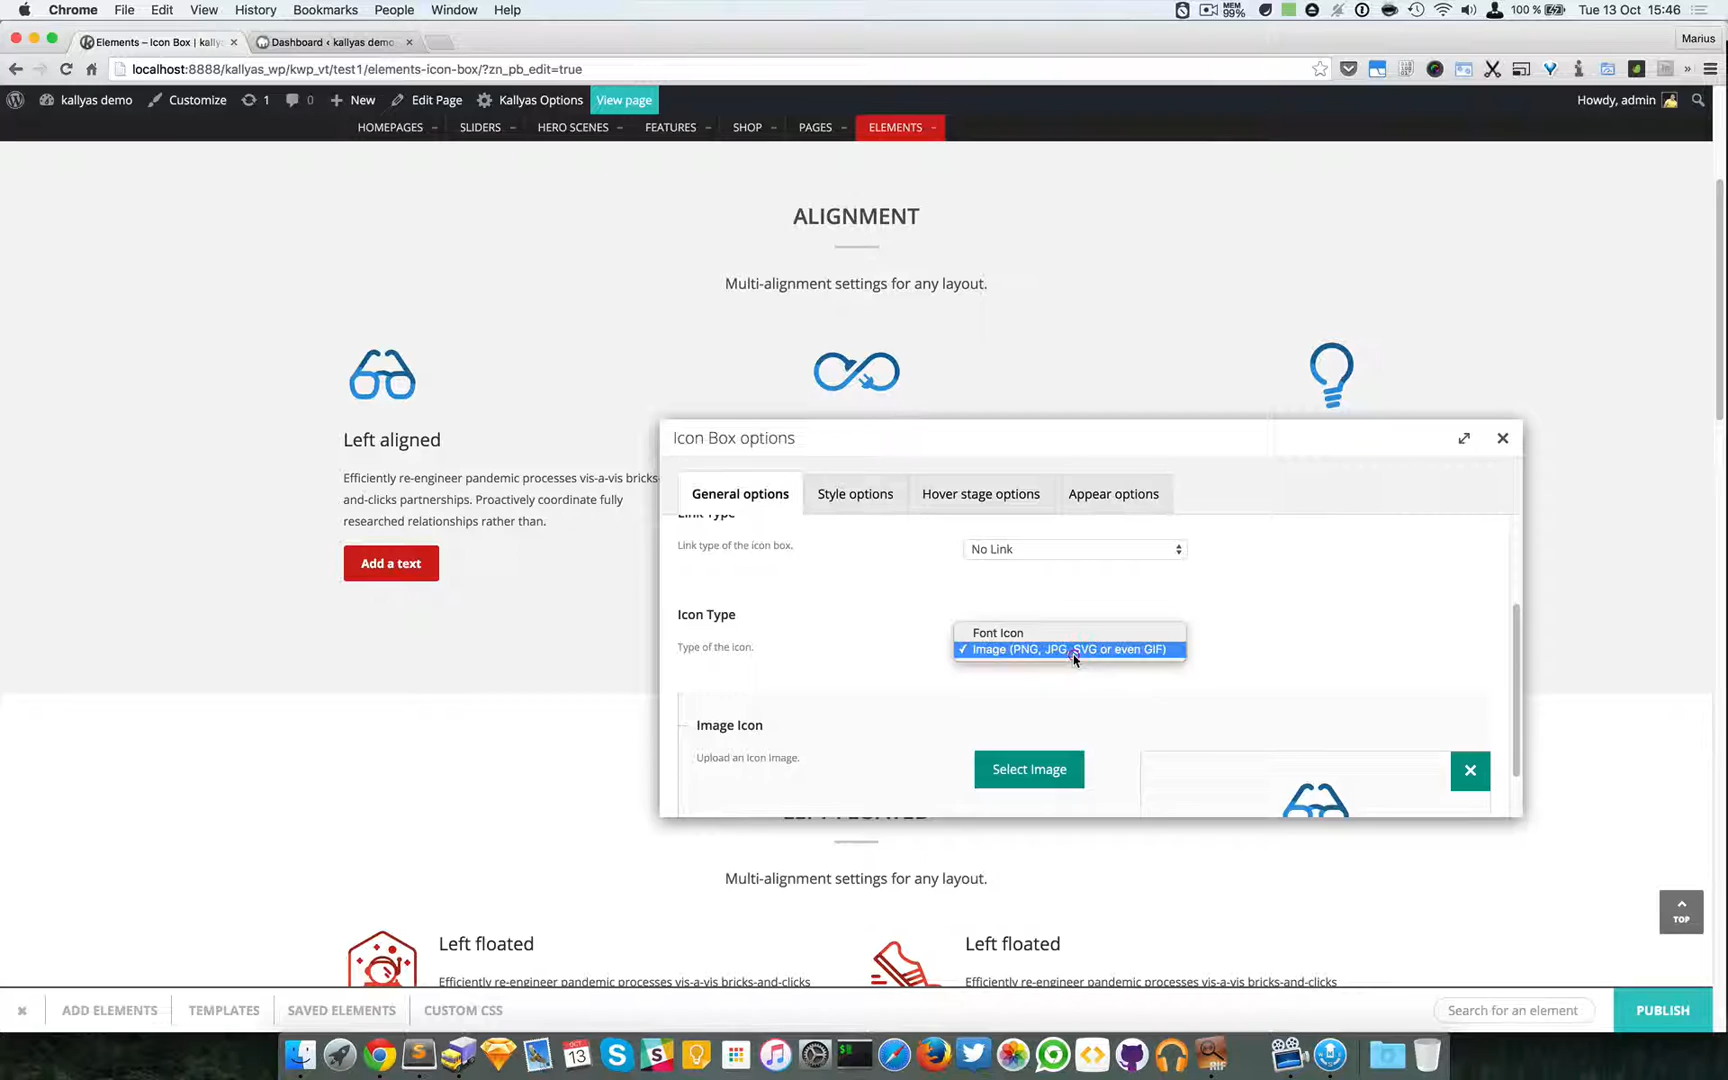 Chrome File Edit View History Bookmarks People Window Help
MEM
99%
100 %
Tue 13 Oct 15:46
Elements – Icon Box | kally
Dashboard ‹ kallyas demo
Marius
localhost:8888/kallyas_wp/kwp_vt/test1/elements-icon-box/?zn_pb_edit=true
kallyas demo Customize 1 0 New Edit Page Kallyas Options View page Howdy, admin
HOMEPAGES SLIDERS HERO SCENES FEATURES SHOP PAGES ELEMENTS
ALIGNMENT
Multi-alignment settings for any layout.
Left aligned
Efficiently re-engineer pandemic processes vis-a-vis bricks-
and-clicks partnerships. Proactively coordinate fully
researched relationships rather than.
Add a text
Icon Box options
General options Style options Hover stage options Appear options
Link Type
Link type of the icon box.
No Link
Icon Type
Type of the icon.
Font Icon
✓ Image (PNG, JPG, SVG or even GIF)
Image Icon
Upload an Icon Image.
Select Image
LEFT FLOATED
Multi-alignment settings for any layout.
Left floated
Efficiently re-engineer pandemic processes vis-a-vis bricks-and-clicks
Left floated
Efficiently re-engineer pandemic processes vis-a-vis bricks-and-clicks
TOP
ADD ELEMENTS TEMPLATES SAVED ELEMENTS CUSTOM CSS Search for an element PUBLISH
OCT
13
RIF